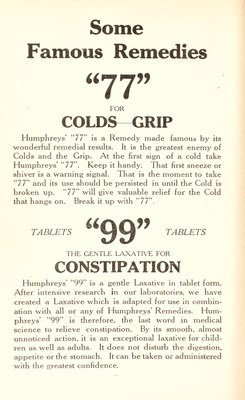 Some
Famous Remedies
“77”
FOR
COLDS—GRIP
Humphreys' “77” is a Remedy made famous by its
wonderful remedial results. It is the greatest enemy of
Colds and the Grip. At the first sign of a cold take
Humphreys' “77”. Keep it handy. That first sneeze or
shiver is a warning signal. That is the moment to take
“77” and its use should be persisted in until the Cold is
broken up. “77” will give valuable relief for the Cold
that hangs on. Break it up with “77”.
TABLETS “99” TABLETS
THE GENTLE LAXATIVE FOR
CONSTIPATION
Humphreys' “99” is a gentle Laxative in tablet form.
After intensive research in our laboratories, we have
created a Laxative which is adapted for use in combin-
ation with all or any of Humphreys' Remedies. Hum-
phreys' “99” is therefore, the last word in medical
science to relieve constipation. By its smooth, almost
unnoticed action, it is an exceptional laxative for child-
ren as well as adults. It does not disturb the digestion,
appetite or the stomach. It can be taken or administered
with the greatest confidence.